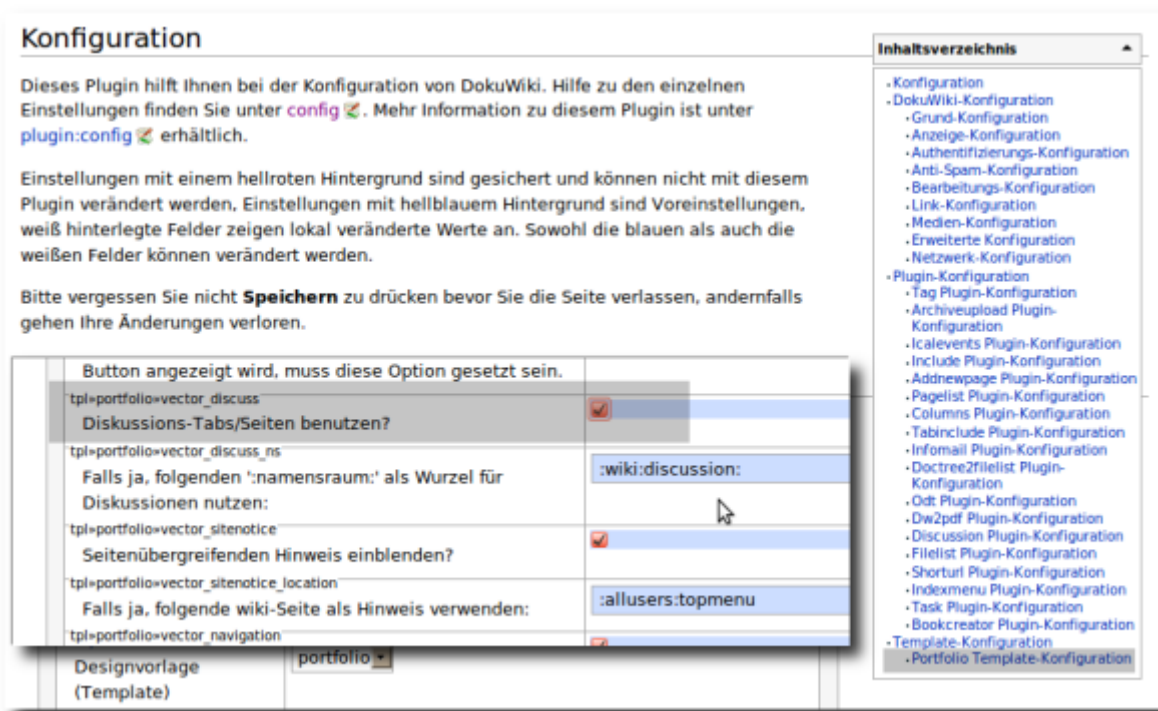 Konfiguration
Dieses Plugin hilft Ihnen bei der Konfiguration von DokuWiki. Hilfe zu den einzelnen
Einstellungen finden Sie unter config. Mehr Information zu diesem Plugin ist unter
plugin:config erhältlich.
Einstellungen mit einem hellroten Hintergrund sind gesichert und können nicht mit diesem
Plugin verändert werden, Einstellungen mit hellblauem Hintergrund sind Voreinstellungen,
weiß hinterlegte Felder zeigen lokal veränderte Werte an. Sowohl die blauen als auch die
weißen Felder können verändert werden.
Bitte vergessen Sie nicht Speichern zu drücken bevor Sie die Seite verlassen, andernfalls
gehen Ihre Änderungen verloren.
Button angezeigt wird, muss diese Option gesetzt sein.
tpl»portfolio»vector_discuss
Diskussions-Tabs/Seiten benutzen?
tpl»portfolio»vector_discuss_ns
Falls ja, folgenden ':namensraum:' als Wurzel für
Diskussionen nutzen:
:wiki:discussion:
tpl»portfolio»vector_sitenotice
Seitenübergreifenden Hinweis einblenden?
tpl»portfolio»vector_sitenotice_location
Falls ja, folgende wiki-Seite als Hinweis verwenden:
:allusers:topmenu
tpl»portfolio»vector_navigation
Designvorlage
(Template)
portfolio
Inhaltsverzeichnis
Konfiguration
DokuWiki-Konfiguration
Grund-Konfiguration
Anzeige-Konfiguration
Authentifizierungs-Konfiguration
Anti-Spam-Konfiguration
Bearbeitungs-Konfiguration
Link-Konfiguration
Medien-Konfiguration
Erweiterte Konfiguration
Netzwerk-Konfiguration
Plugin-Konfiguration
Tag Plugin-Konfiguration
Archiveupload Plugin-
Konfiguration
Icalevents Plugin-Konfiguration
Include Plugin-Konfiguration
Addnewpage Plugin-Konfiguration
Pagelist Plugin-Konfiguration
Columns Plugin-Konfiguration
Tabinclude Plugin-Konfiguration
Infomail Plugin-Konfiguration
Doctree2filelist Plugin-
Konfiguration
Odt Plugin-Konfiguration
Dw2pdf Plugin-Konfiguration
Discussion Plugin-Konfiguration
Filelist Plugin-Konfiguration
Shorturl Plugin-Konfiguration
Indexmenu Plugin-Konfiguration
Task Plugin-Konfiguration
Bookcreator Plugin-Konfiguration
Template-Konfiguration
Portfolio Template-Konfiguration